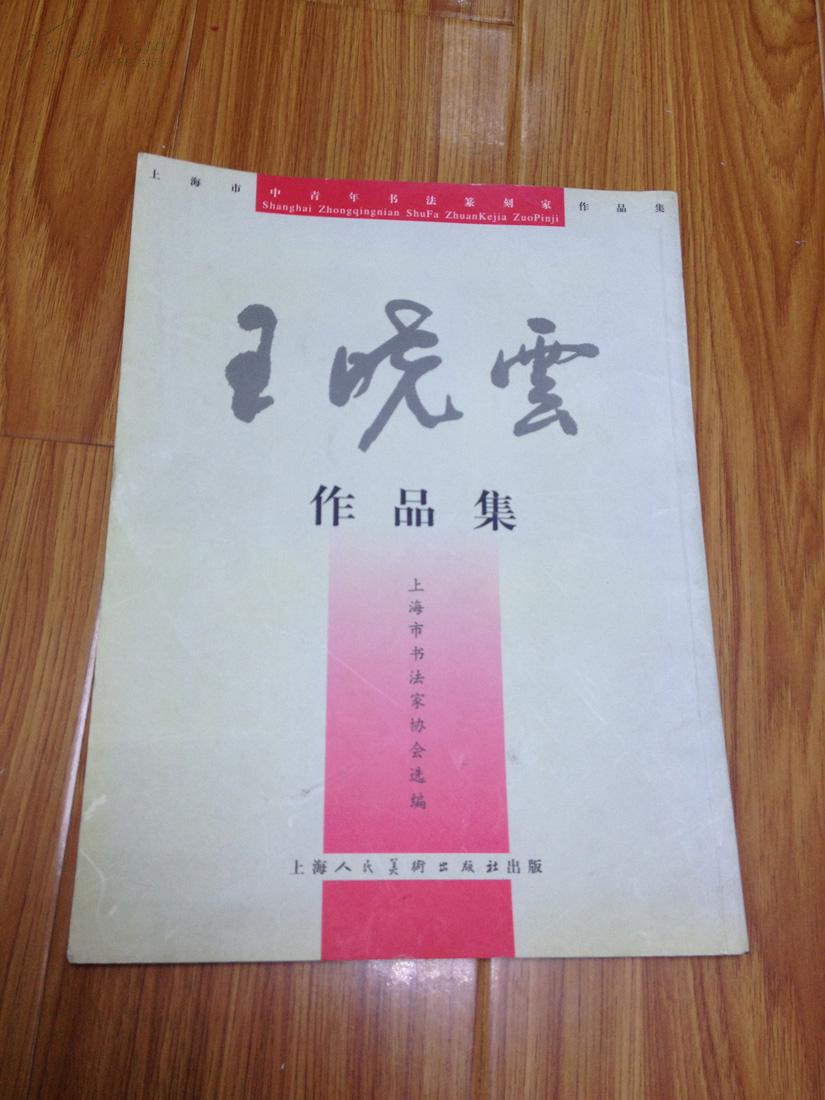 上海市中青年书法篆刻家作品集
Shanghai Zhongqingnian ShuFa ZhuanKejia ZuoPinji
王晓雲
作品集
上海市书法家协会选编
上海人民美術出版社出版